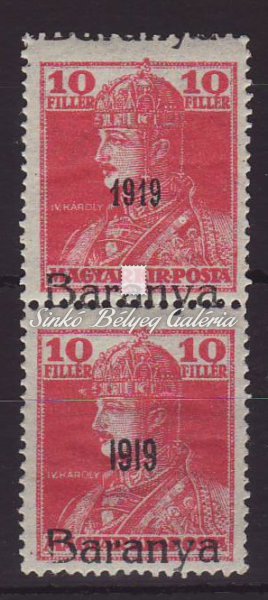 Baranya
10 10
FILLÉR FILLÉR
IV. KÁROLY
1919
MAGYAR KIR. POSTA
Baranya
Sinkó Bélyeg Galéria
10 10
FILLÉR FILLÉR
IV. KÁROLY
1919
Baranya